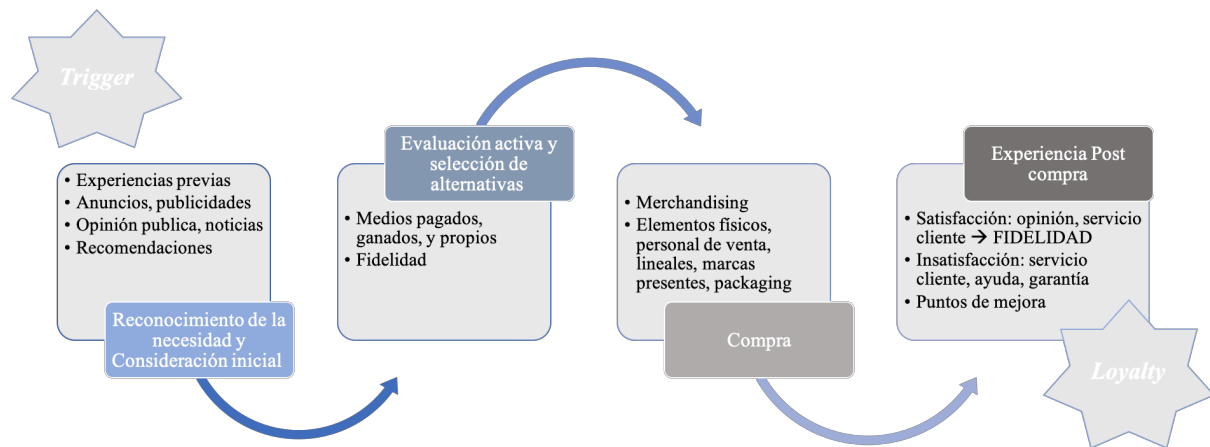 Trigger
• Experiencias previas
• Anuncios, publicidades
• Opinión publica, noticias
• Recomendaciones
Reconocimiento de la
necesidad y
Consideración inicial
Evaluación activa y
selección de
alternativas
• Medios pagados,
ganados, y propios
• Fidelidad
• Merchandising
• Elementos físicos,
personal de venta,
lineales, marcas
presentes, packaging
Compra
Experiencia Post
compra
• Satisfacción: opinión, servicio
cliente → FIDELIDAD
• Insatisfacción: servicio
cliente, ayuda, garantía
• Puntos de mejora
Loyalty